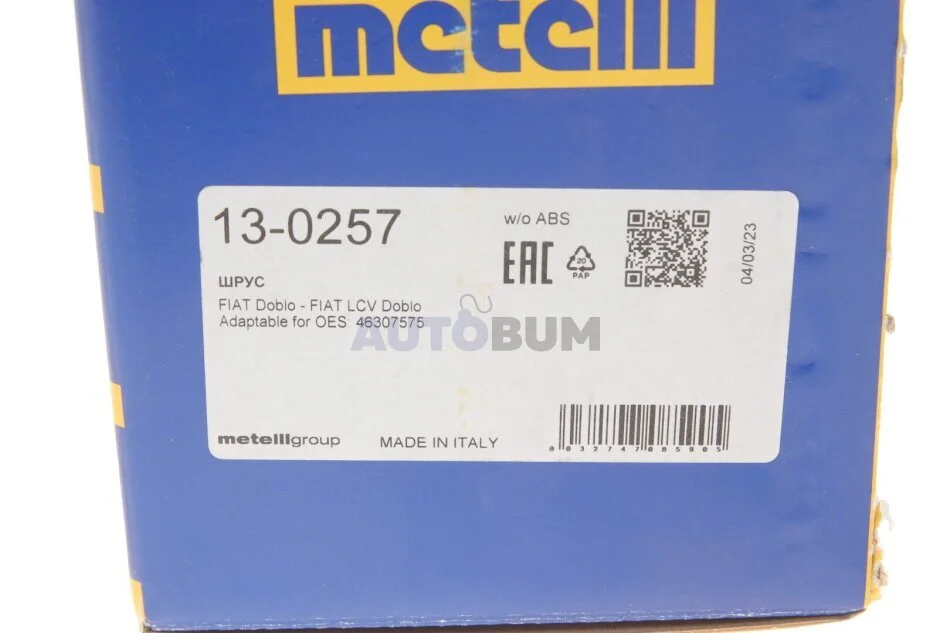 metelli
13-0257
w/o ABS
EAC
20
PAP
04/03/23
ШРУС
FIAT Doblo - FIAT LCV Doblo
Adaptable for OES: 46307575
AUTOBUM
metelligroup
MADE IN ITALY
8032747085905